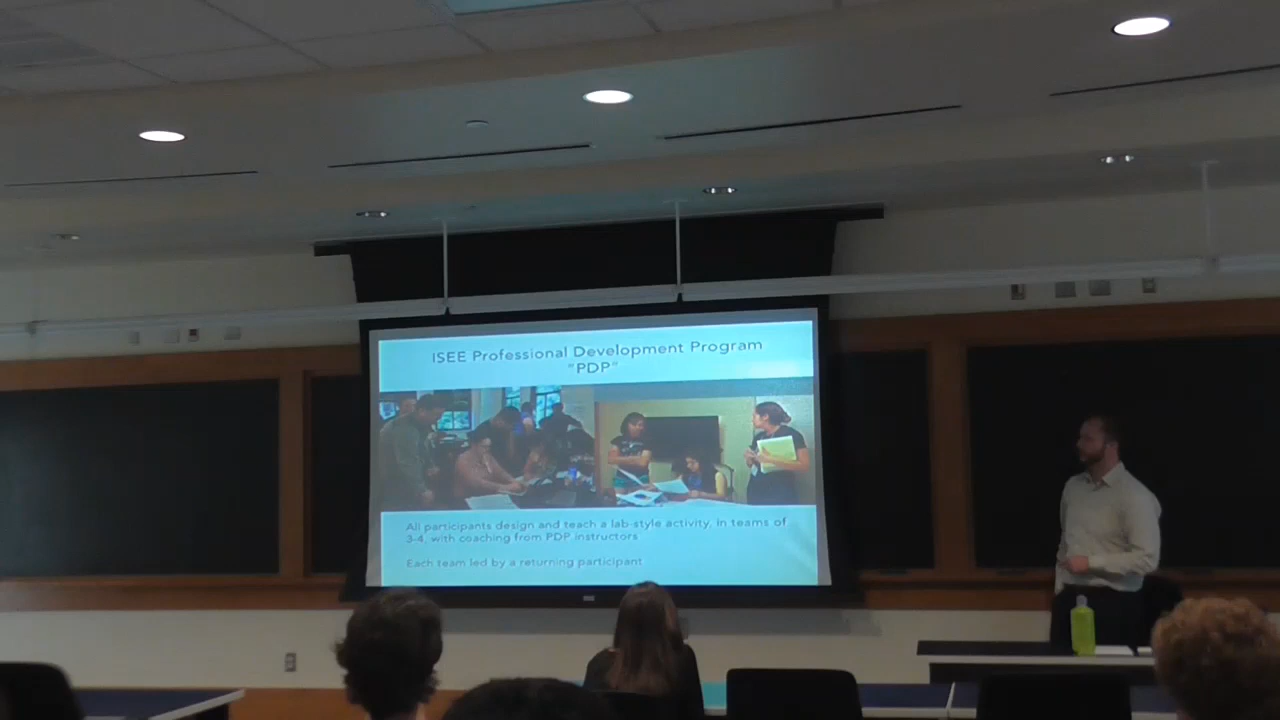 ISEE Professional Development Program
"PDP"
All participants design and teach a lab-style activity, in teams of
3-4, with coaching from PDP instructors
Each team led by a returning participant